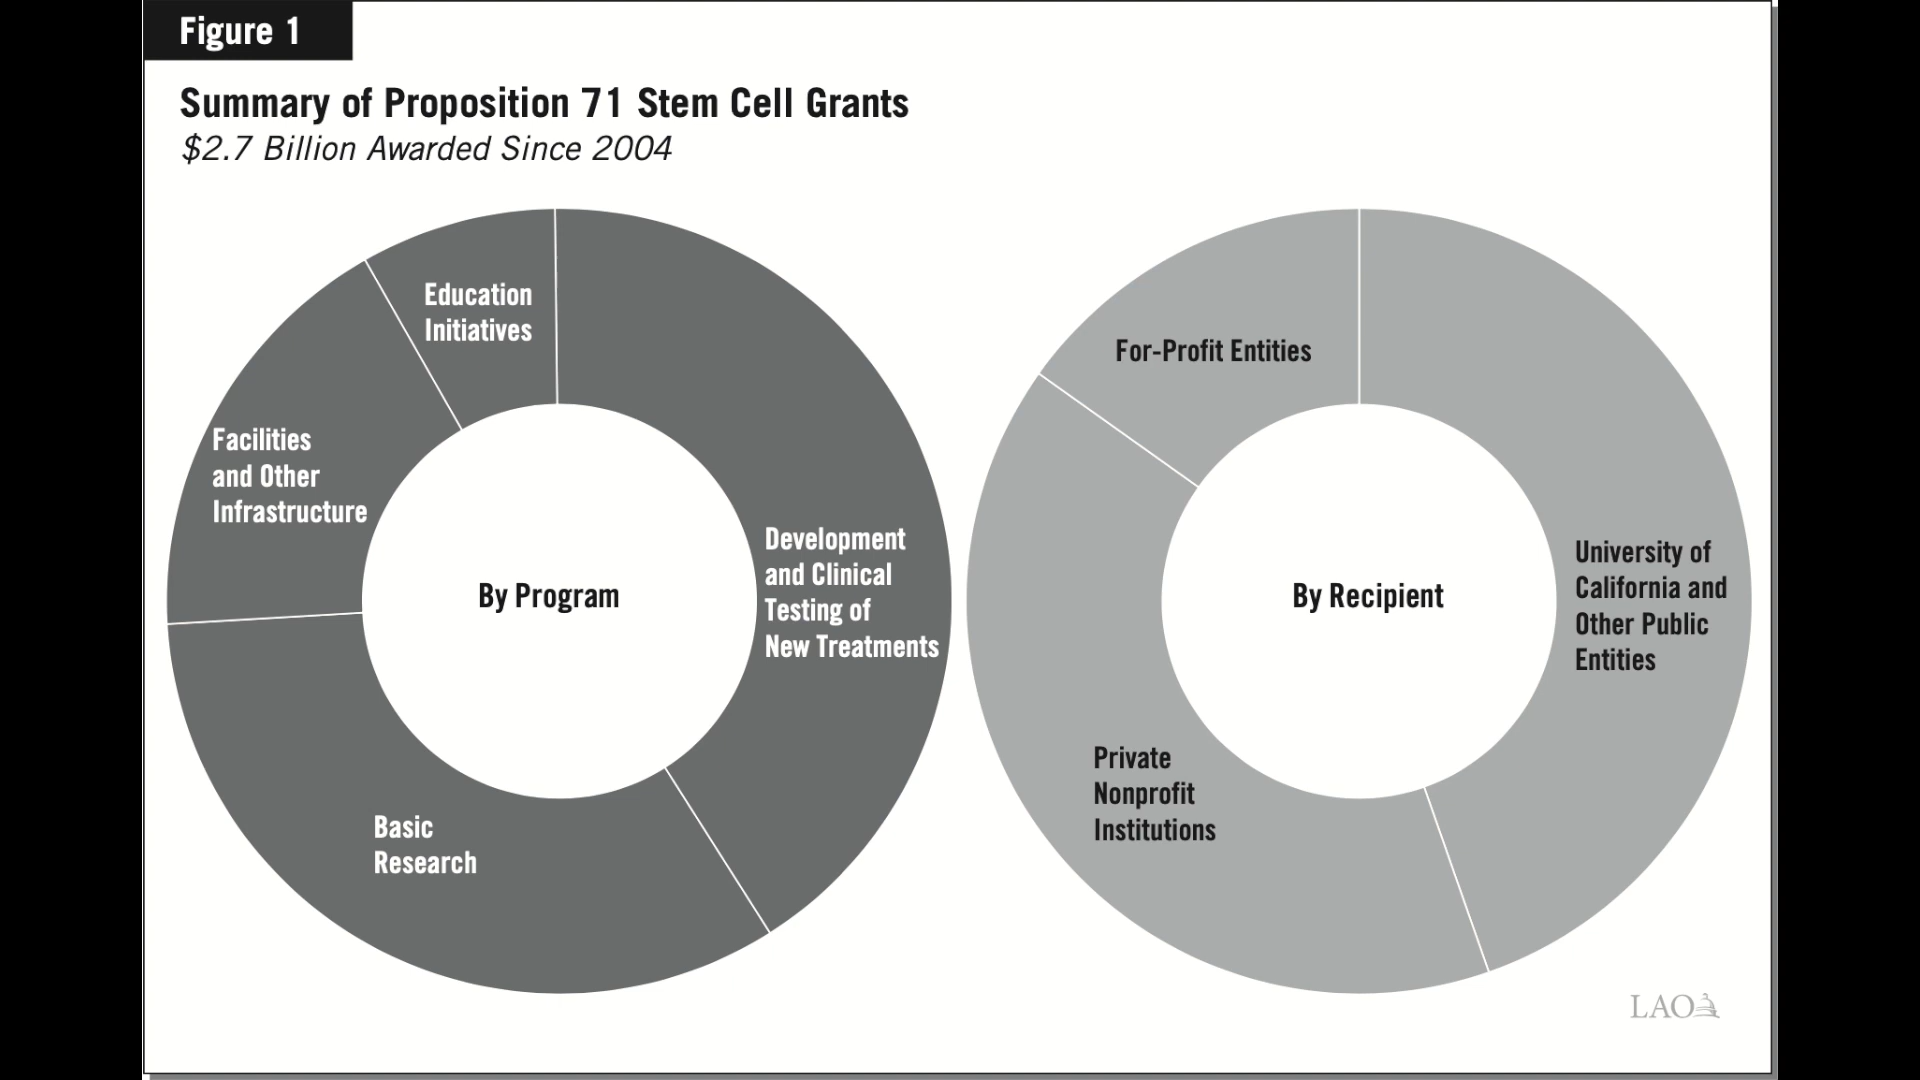 Figure 1
Summary of Proposition 71 Stem Cell Grants
$2.7 Billion Awarded Since 2004
Education
Initiatives
Facilities
and Other
Infrastructure
By Program
Development
and Clinical
Testing of
New Treatments
Basic
Research
For-Profit Entities
By Recipient
University of
California and
Other Public
Entities
Private
Nonprofit
Institutions
LAO